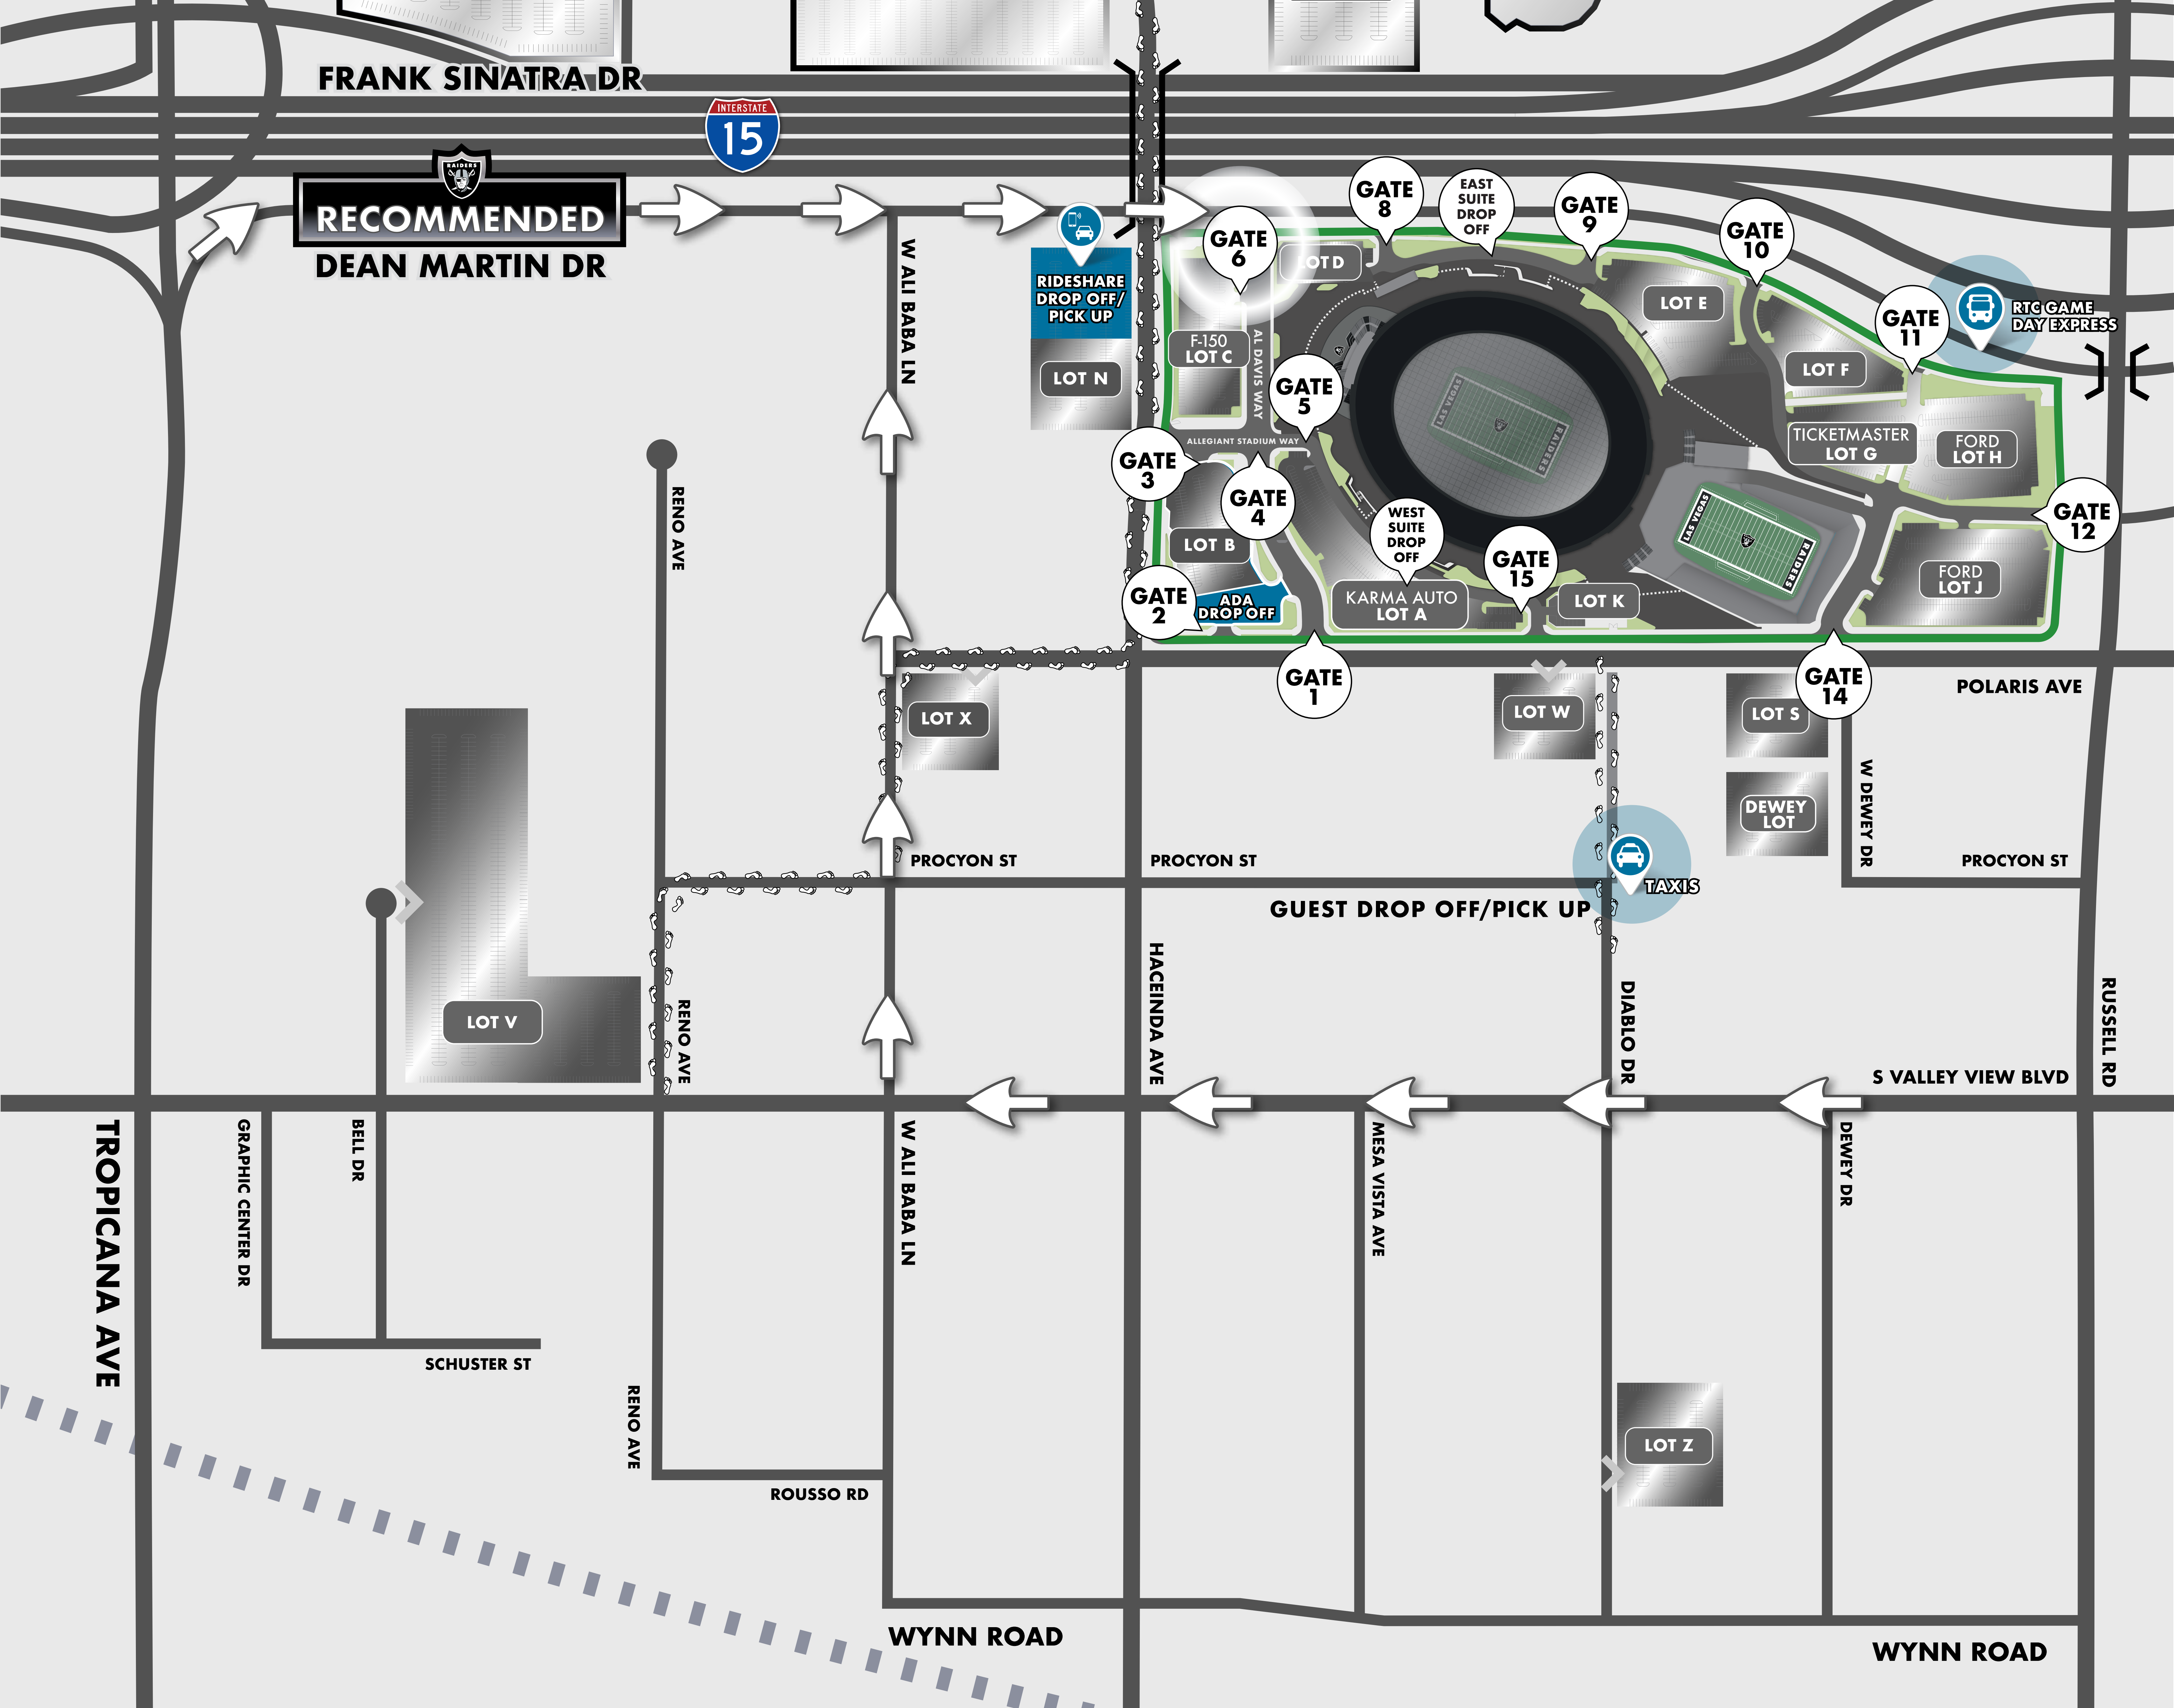 FRANK SINATRA DR
INTERSTATE
15
RAIDERS
RECOMMENDED
DEAN MARTIN DR
W ALI BABA LN
RIDESHARE
DROP OFF/
PICK UP
LOT N
GATE
6
LOT D
GATE
8
EAST
SUITE
DROP
OFF
GATE
9
GATE
10
LOT E
GATE
11
RTC GAME
DAY EXPRESS
F-150
LOT C
AL DAVIS WAY
GATE
5
LOT F
ALLEGIANT STADIUM WAY
LAS VEGAS
RAIDERS
TICKETMASTER
LOT G
FORD
LOT H
GATE
3
GATE
4
LOT B
WEST
SUITE
DROP
OFF
GATE
15
LAS VEGAS
RAIDERS
GATE
12
GATE
2
ADA
DROP OFF
KARMA AUTO
LOT A
LOT K
FORD
LOT J
RENO AVE
GATE
1
GATE
14
POLARIS AVE
LOT X
LOT W
LOT S
DEWEY
LOT
W DEWEY DR
PROCYON ST
PROCYON ST
PROCYON ST
TAXIS
GUEST DROP OFF/PICK UP
LOT V
RENO AVE
HACEINDA AVE
DIABLO DR
RUSSELL RD
S VALLEY VIEW BLVD
TROPICANA AVE
GRAPHIC CENTER DR
BELL DR
W ALI BABA LN
MESA VISTA AVE
DEWEY DR
SCHUSTER ST
RENO AVE
LOT Z
ROUSSO RD
WYNN ROAD
WYNN ROAD